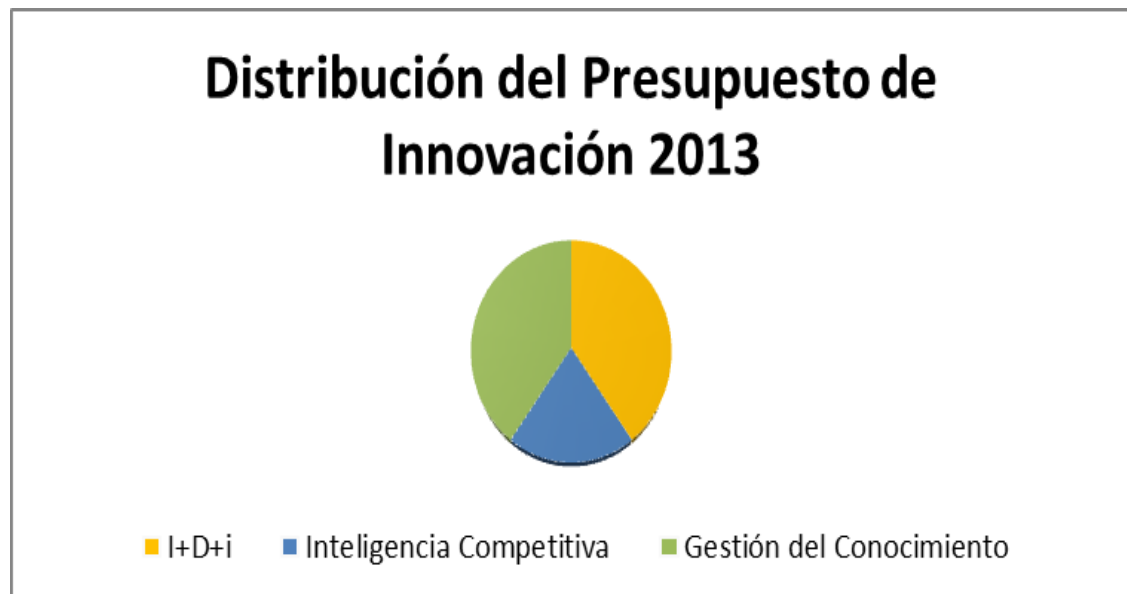 Distribución del Presupuesto de
Innovación 2013
I+D+i Inteligencia Competitiva Gestión del Conocimiento